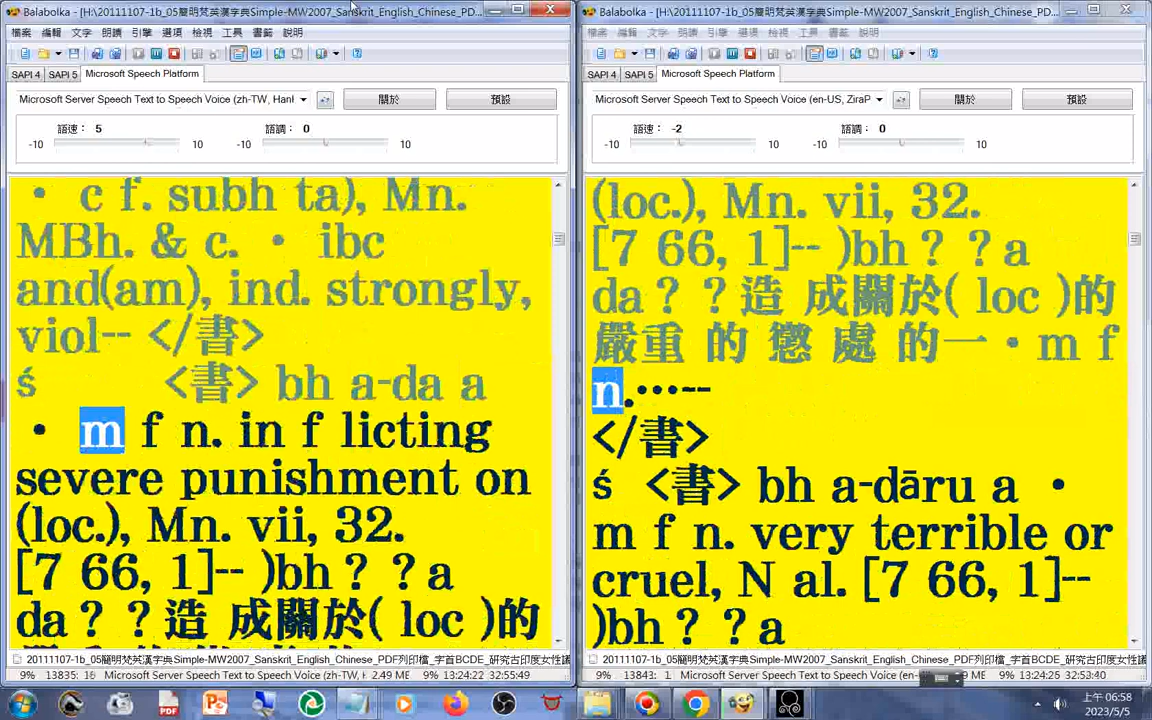 Balabolka - [H:\20111107-1b_05簡明梵英漢字典Simple-MW2007_Sanskrit_English_Chinese_PD...
檔案 編輯 文字 朗讀 引擎 選項 檢視 工具 書籤 說明
SAPI 4 SAPI 5 Microsoft Speech Platform
Microsoft Server Speech Text to Speech Voice (zh-TW, HanI
關於 預設
語速： 5 語調： 0
-10 10 -10 10
• c f. subh ta), Mn.
MBh. & c. • ibc
and(am), ind. strongly,
viol-- </書>
ś <書> bh a-da a
• m f n. in f licting
severe punishment on
(loc.), Mn. vii, 32.
[7 66, 1]-- )bh？？a
da？？造 成關於( loc )的
20111107-1b_05簡明梵英漢字典Simple-MW2007_Sanskrit_English_Chinese_PDF列印檔_字首BCDE_研究古印度女性議
9% 13835: 16 Microsoft Server Speech Text to Speech Voice (zh-TW, H 2.49 MB 9% 13:24:22 32:55:49
Balabolka - [H:\20111107-1b_05簡明梵英漢字典Simple-MW2007_Sanskrit_English_Chinese_PDF...
檔案 編輯 文字 朗讀 引擎 選項 檢視 工具 書籤 說明
SAPI 4 SAPI 5 Microsoft Speech Platform
Microsoft Server Speech Text to Speech Voice (en-US, ZiraP
關於 預設
語速： -2 語調： 0
-10 10 -10 10
(loc.), Mn. vii, 32.
[7 66, 1]-- )bh？？a
da？？造 成關於( loc )的
嚴重 的 懲 處 的一 • m f
n.•••--
</書>
ś <書> bh a-dāru a •
m f n. very terrible or
cruel, N al. [7 66, 1]--
)bh？？a
20111107-1b_05簡明梵英漢字典Simple-MW2007_Sanskrit_English_Chinese_PDF列印檔_字首BCDE_研究古印度女性議
9% 13843: 1 Microsoft Server Speech Text to Speech Voice (en-US, 9% 13:24:25 32:53:40
上午 06:58
2023/5/5